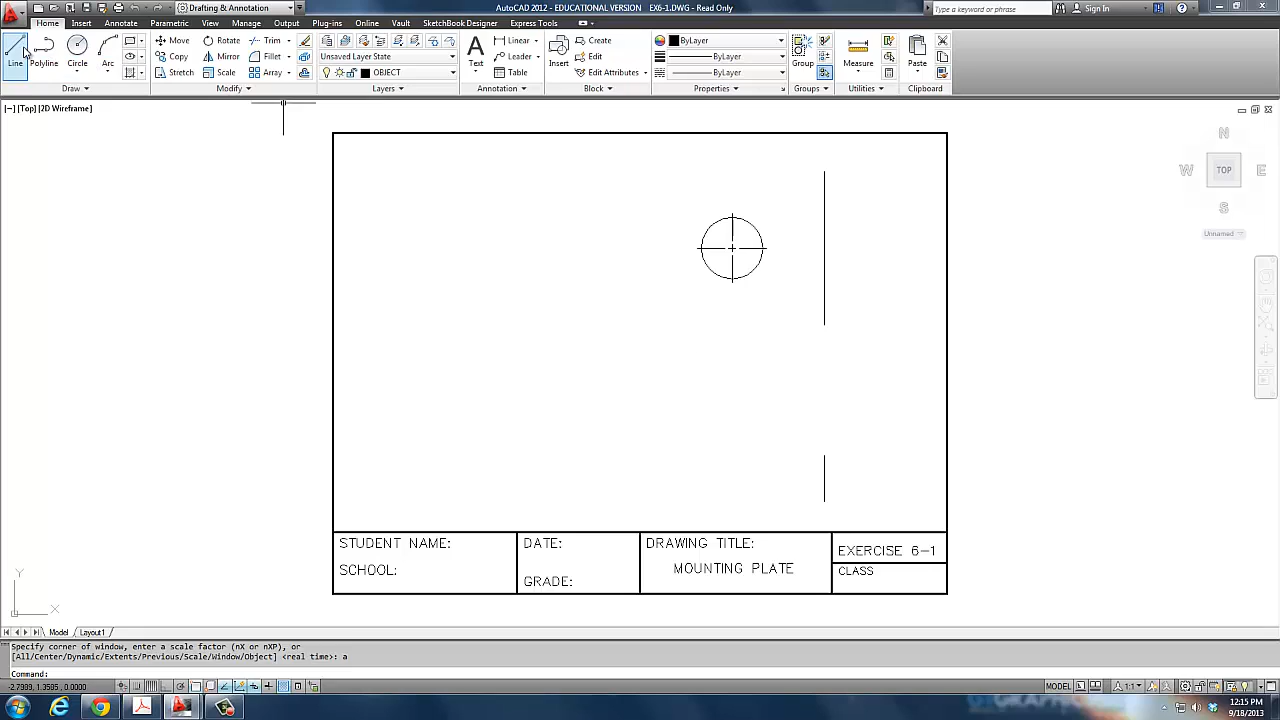 Drafting & Annotation
AutoCAD 2012 - EDUCATIONAL VERSION EX6-1.DWG - Read Only
Type a keyword or phrase
Sign In
Home Insert Annotate Parametric View Manage Output Plug-ins Online Vault SketchBook Designer Express Tools
Line Polyline Circle Arc
Move Rotate Trim
Copy Mirror Fillet
Stretch Scale Array
Unsaved Layer State
OBJECT
Text
Linear
Leader
Table
Insert
Create
Edit
Edit Attributes
ByLayer
ByLayer
ByLayer
Group
Measure
Paste
Draw Modify Layers Annotation Block Properties Groups Utilities Clipboard
[−] [Top] [2D Wireframe]
N
W TOP E
S
Unnamed
STUDENT NAME:
SCHOOL:
DATE:
GRADE:
DRAWING TITLE:
MOUNTING PLATE
EXERCISE 6-1
CLASS
Y
X
Model Layout1
Specify corner of window, enter a scale factor (nX or nXP), or
[All/Center/Dynamic/Extents/Previous/Scale/Window/Object] <real time>: a
Command:
MODEL
1:1
12:15 PM
9/18/2013